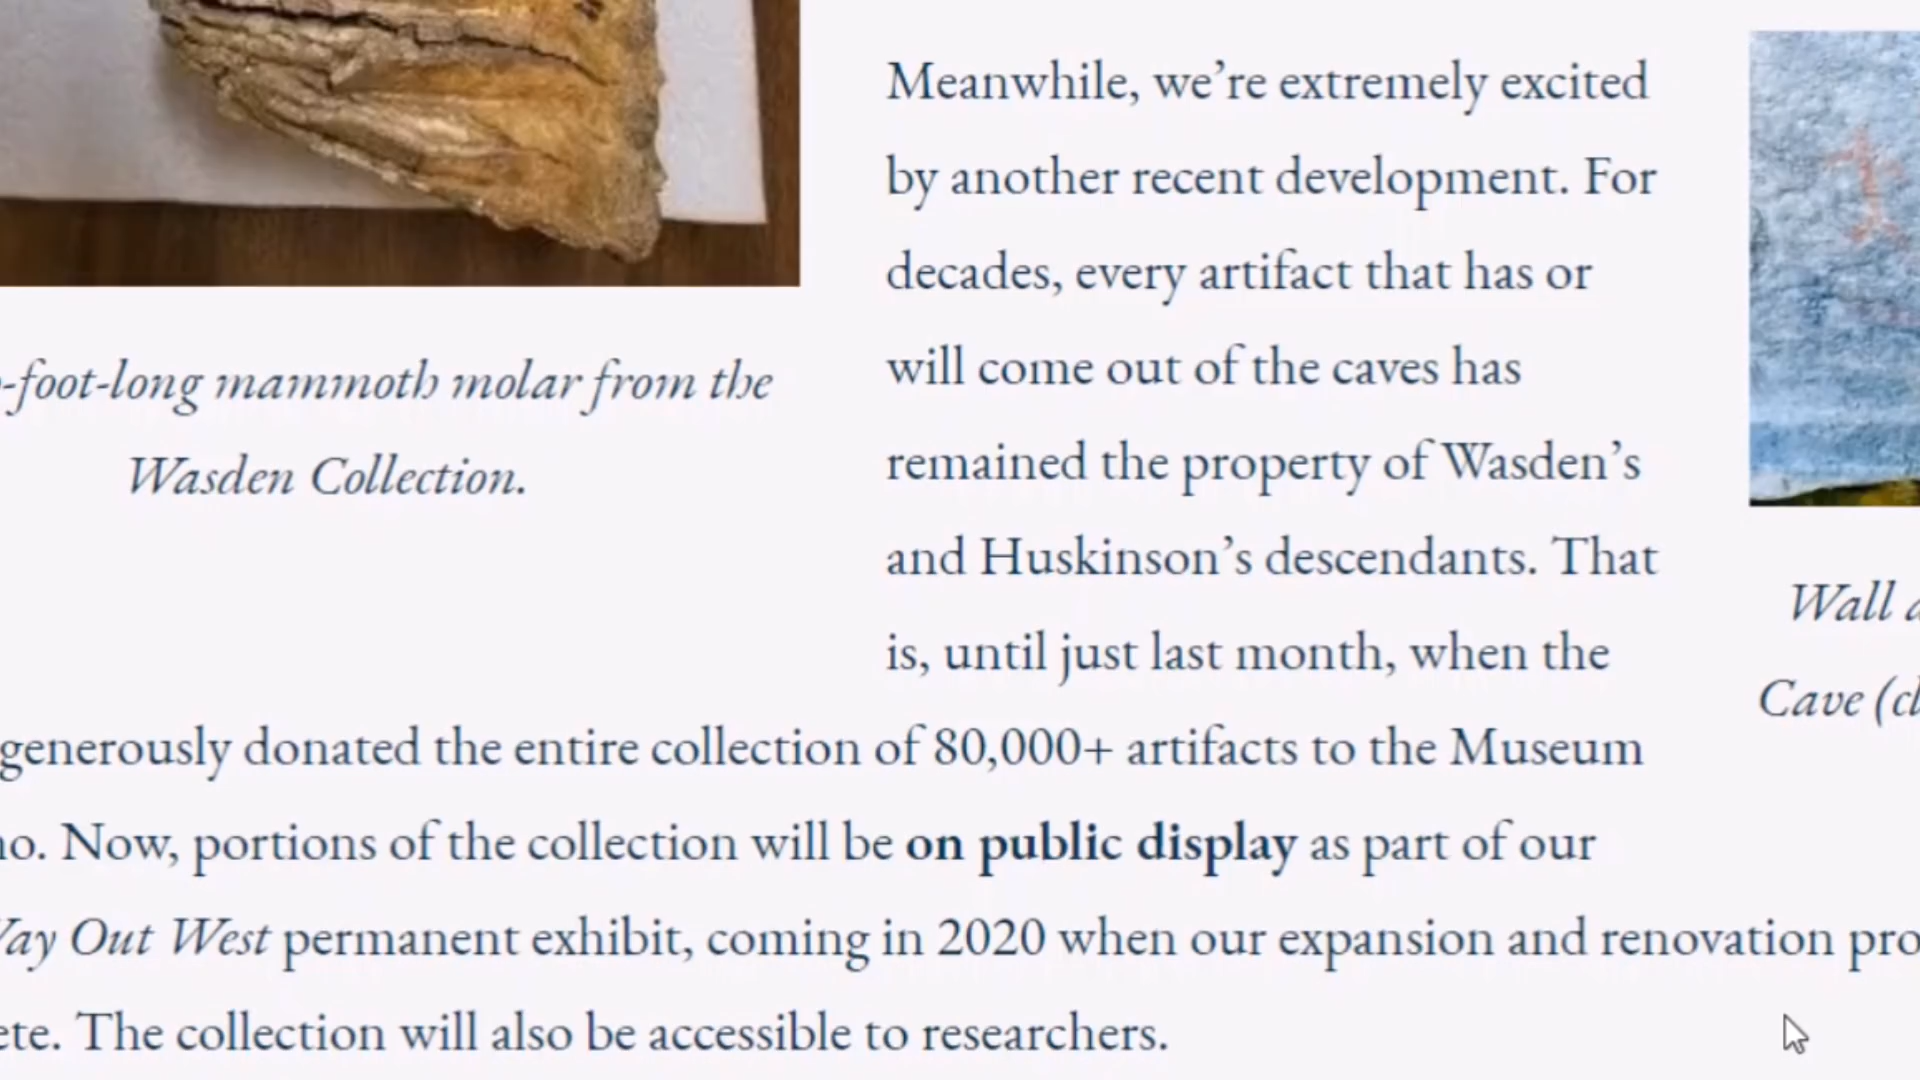 -foot-long mammoth molar from the
Wasden Collection.
Meanwhile, we’re extremely excited
by another recent development. For
decades, every artifact that has or
will come out of the caves has
remained the property of Wasden’s
and Huskinson’s descendants. That
is, until just last month, when the
generously donated the entire collection of 80,000+ artifacts to the Museum
Now, portions of the collection will be on public display as part of our
Out West permanent exhibit, coming in 2020 when our expansion and renovation
The collection will also be accessible to researchers.
Wall
Cave